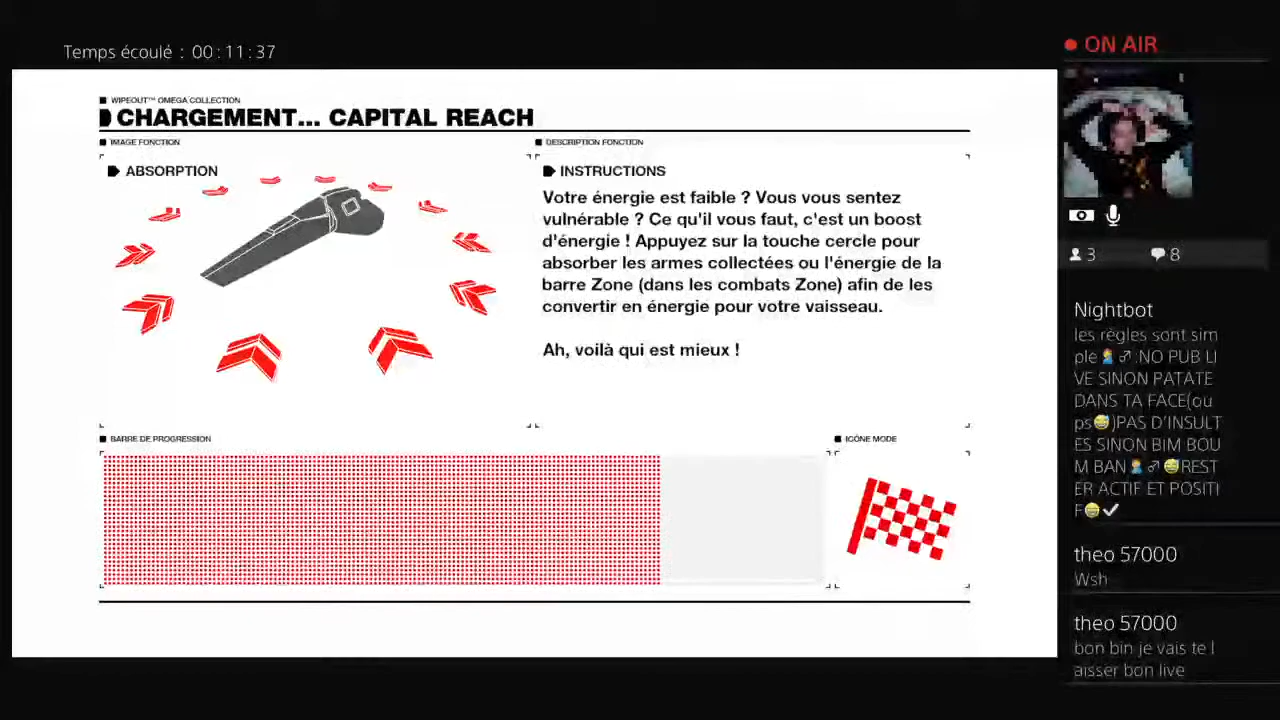 Temps écoulé : 00:11:37
ON AIR
WIPEOUT™ OMEGA COLLECTION
CHARGEMENT... CAPITAL REACH
IMAGE FONCTION
DESCRIPTION FONCTION
ABSORPTION
INSTRUCTIONS
Votre énergie est faible ? Vous vous sentez
vulnérable ? Ce qu'il vous faut, c'est un boost
d'énergie ! Appuyez sur la touche cercle pour
absorber les armes collectées ou l'énergie de la
barre Zone (dans les combats Zone) afin de les
convertir en énergie pour votre vaisseau.
Ah, voilà qui est mieux !
BARRE DE PROGRESSION
ICÔNE MODE
3
8
Nightbot
les règles sont sim
ple🤦♂:NO PUB LI
VE SINON PATATE
DANS TA FACE(ou
ps😅)PAS D'INSULT
ES SINON BIM BOU
M BAN🤦♂😅REST
ER ACTIF ET POSITI
F😁✔
theo 57000
Wsh
theo 57000
bon bin je vais te l
aisser bon live